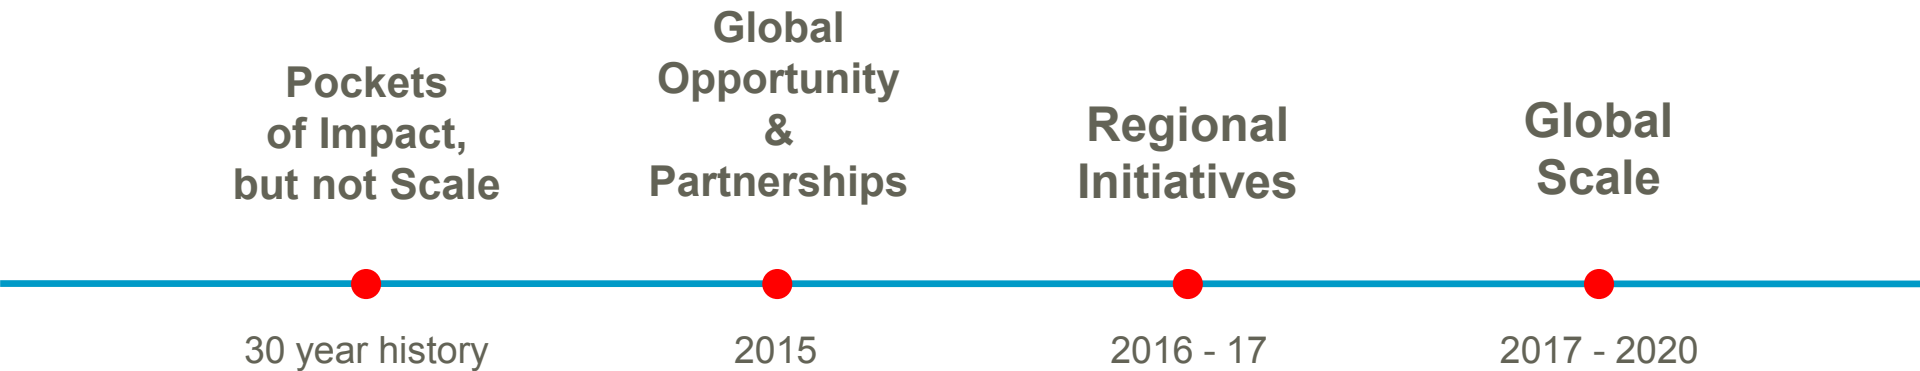 Pockets
of Impact,
but not Scale
30 year history
Global
Opportunity
&
Partnerships
2015
Regional
Initiatives
2016 - 17
Global
Scale
2017 - 2020